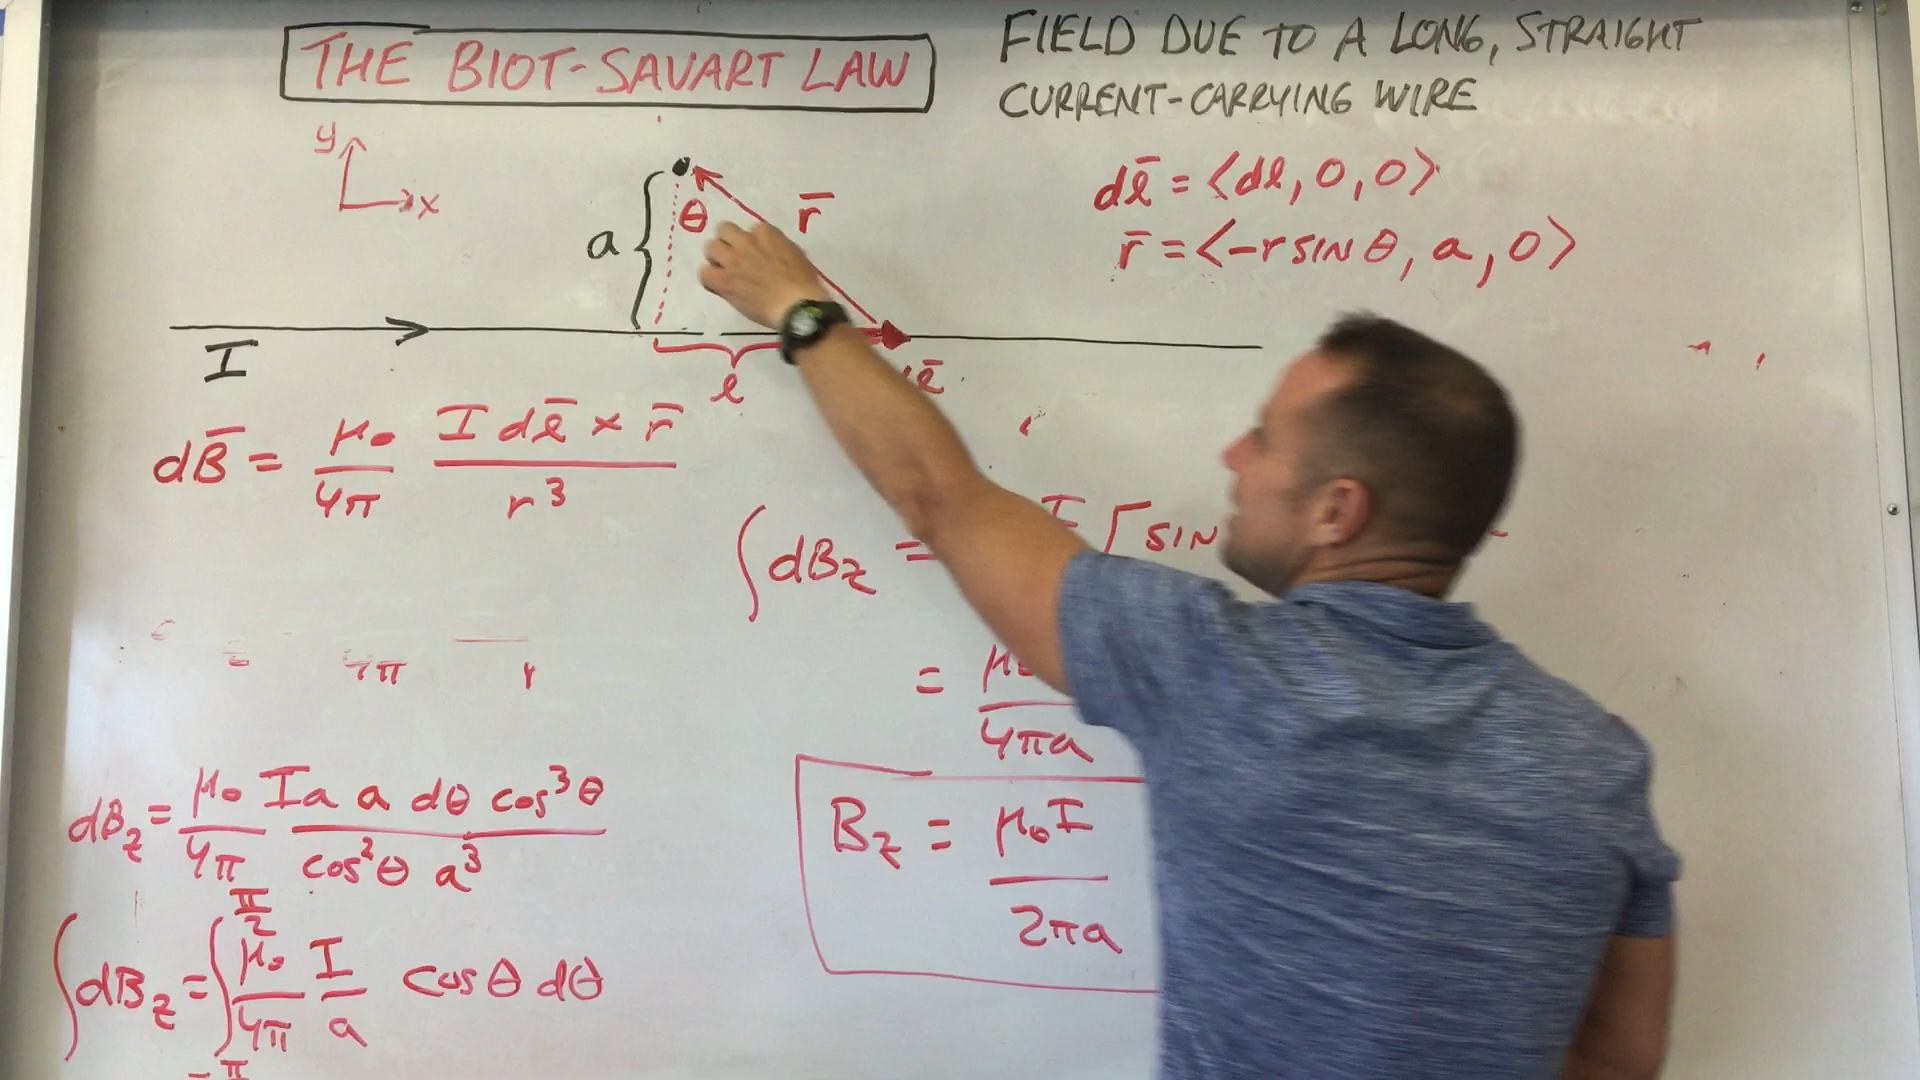 THE BIOT-SAVART LAW
FIELD DUE TO A LONG, STRAIGHT
CURRENT-CARRYING WIRE
y
x
a
θ
r̄
I
ℓ
ℓ̄
dℓ̄ = <dℓ, 0, 0>
r̄ = <-r SIN θ, a, 0>
dB̄ = μ₀/4π I dℓ̄ × r̄/r³
4π r
dB_z = μ₀/4π Ia a dθ cos³θ/cos²θ a³
∫dB_z = ∫ π/2 -π μ₀/4π I/a cos θ dθ
∫dB_z = I [SIN
= μ 4πa
B_z = μ₀I/2πa